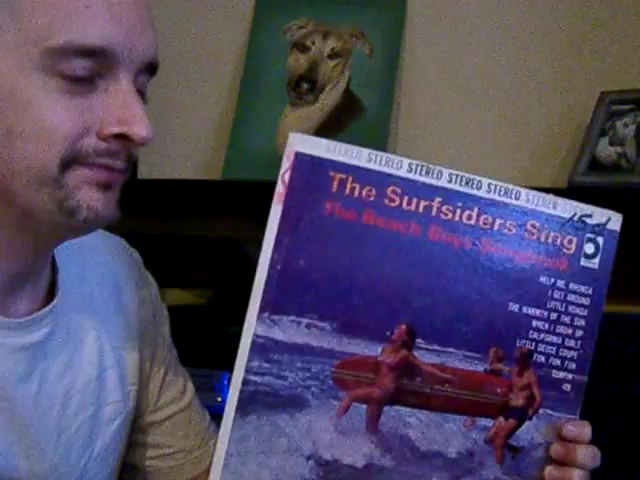 STEREO STEREO STEREO STEREO STEREO STEREO
The Surfsiders Sing
The Beach Boys Songbook
HELP ME, RHONDA
I GET AROUND
LITTLE HONDA
THE WARMTH OF THE SUN
WHEN I GROW UP
CALIFORNIA GIRLS
LITTLE DEUCE COUPE
FUN, FUN, FUN
SURFIN'
409